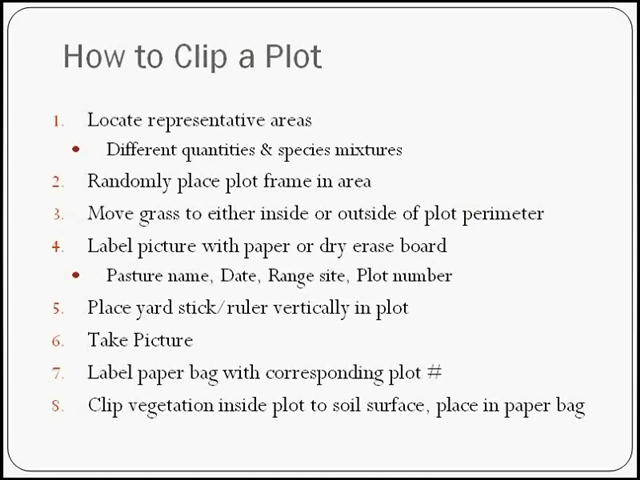 How to Clip a Plot
1. Locate representative areas
• Different quantities & species mixtures
2. Randomly place plot frame in area
3. Move grass to either inside or outside of plot perimeter
4. Label picture with paper or dry erase board
• Pasture name, Date, Range site, Plot number
5. Place yard stick/ruler vertically in plot
6. Take Picture
7. Label paper bag with corresponding plot #
8. Clip vegetation inside plot to soil surface, place in paper bag